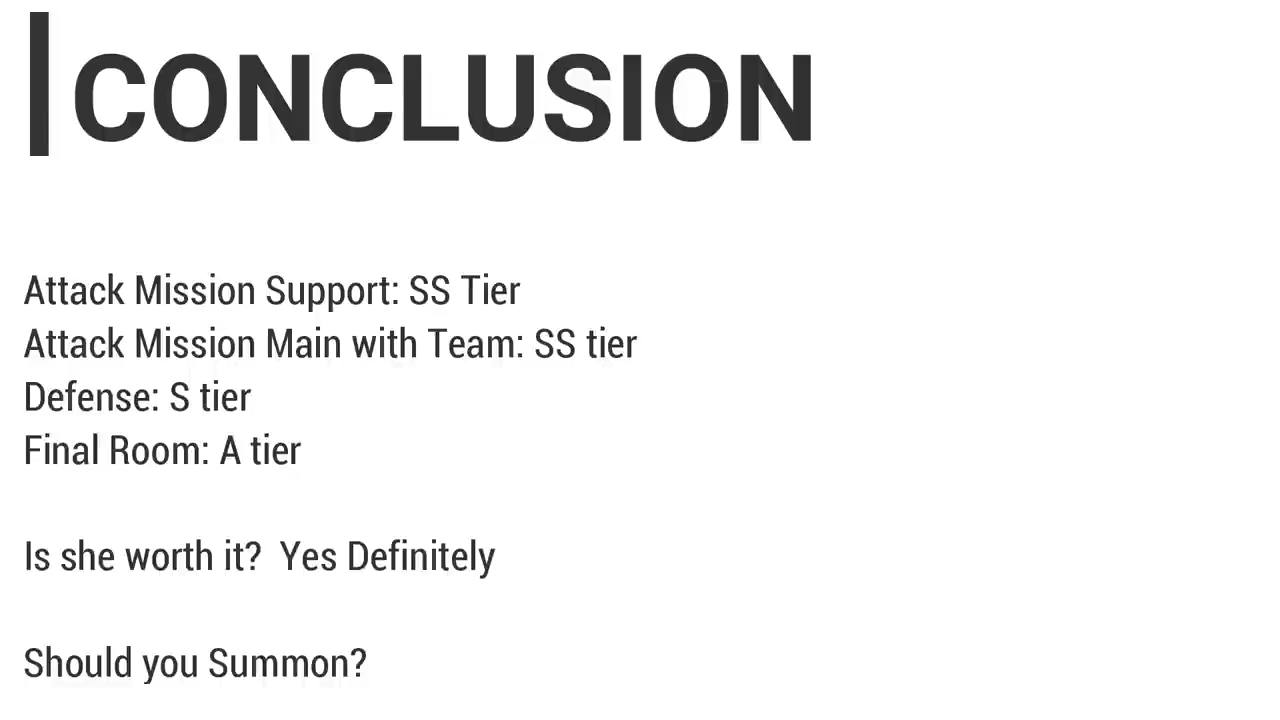 CONCLUSION
Attack Mission Support: SS Tier
Attack Mission Main with Team: SS tier
Defense: S tier
Final Room: A tier
Is she worth it?  Yes Definitely
Should you Summon?